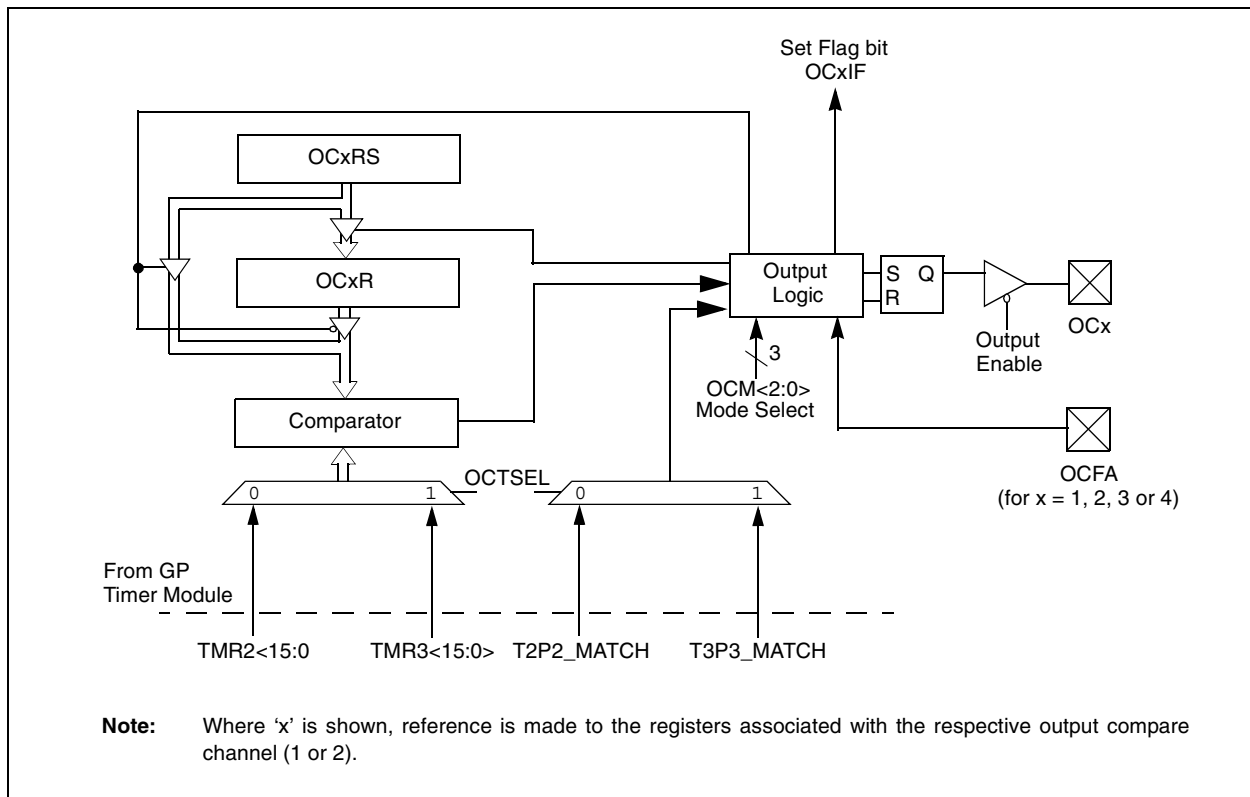 Set Flag bit
OCxIF
OCxRS
OCxR
Output
Logic
S Q
R
OCx
Output
Enable
3
OCM<2:0>
Mode Select
Comparator
OCFA
(for x = 1, 2, 3 or 4)
0 1 OCTSEL 0 1
From GP
Timer Module
TMR2<15:0 TMR3<15:0> T2P2_MATCH T3P3_MATCH
Note: Where ‘x’ is shown, reference is made to the registers associated with the respective output compare
channel (1 or 2).